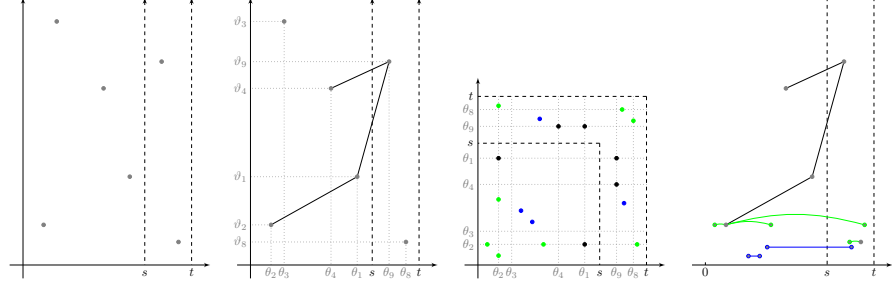 s t
ϑ₃
ϑ₉
ϑ₄
ϑ₁
ϑ₂
ϑ₈
θ₂ θ₃ θ₄ θ₁ s θ₉ θ₈ t
t
θ₈
θ₉
s
θ₁
θ₄
θ₃
θ₂
θ₂ θ₃ θ₄ θ₁ s θ₉ θ₈ t
0 s t